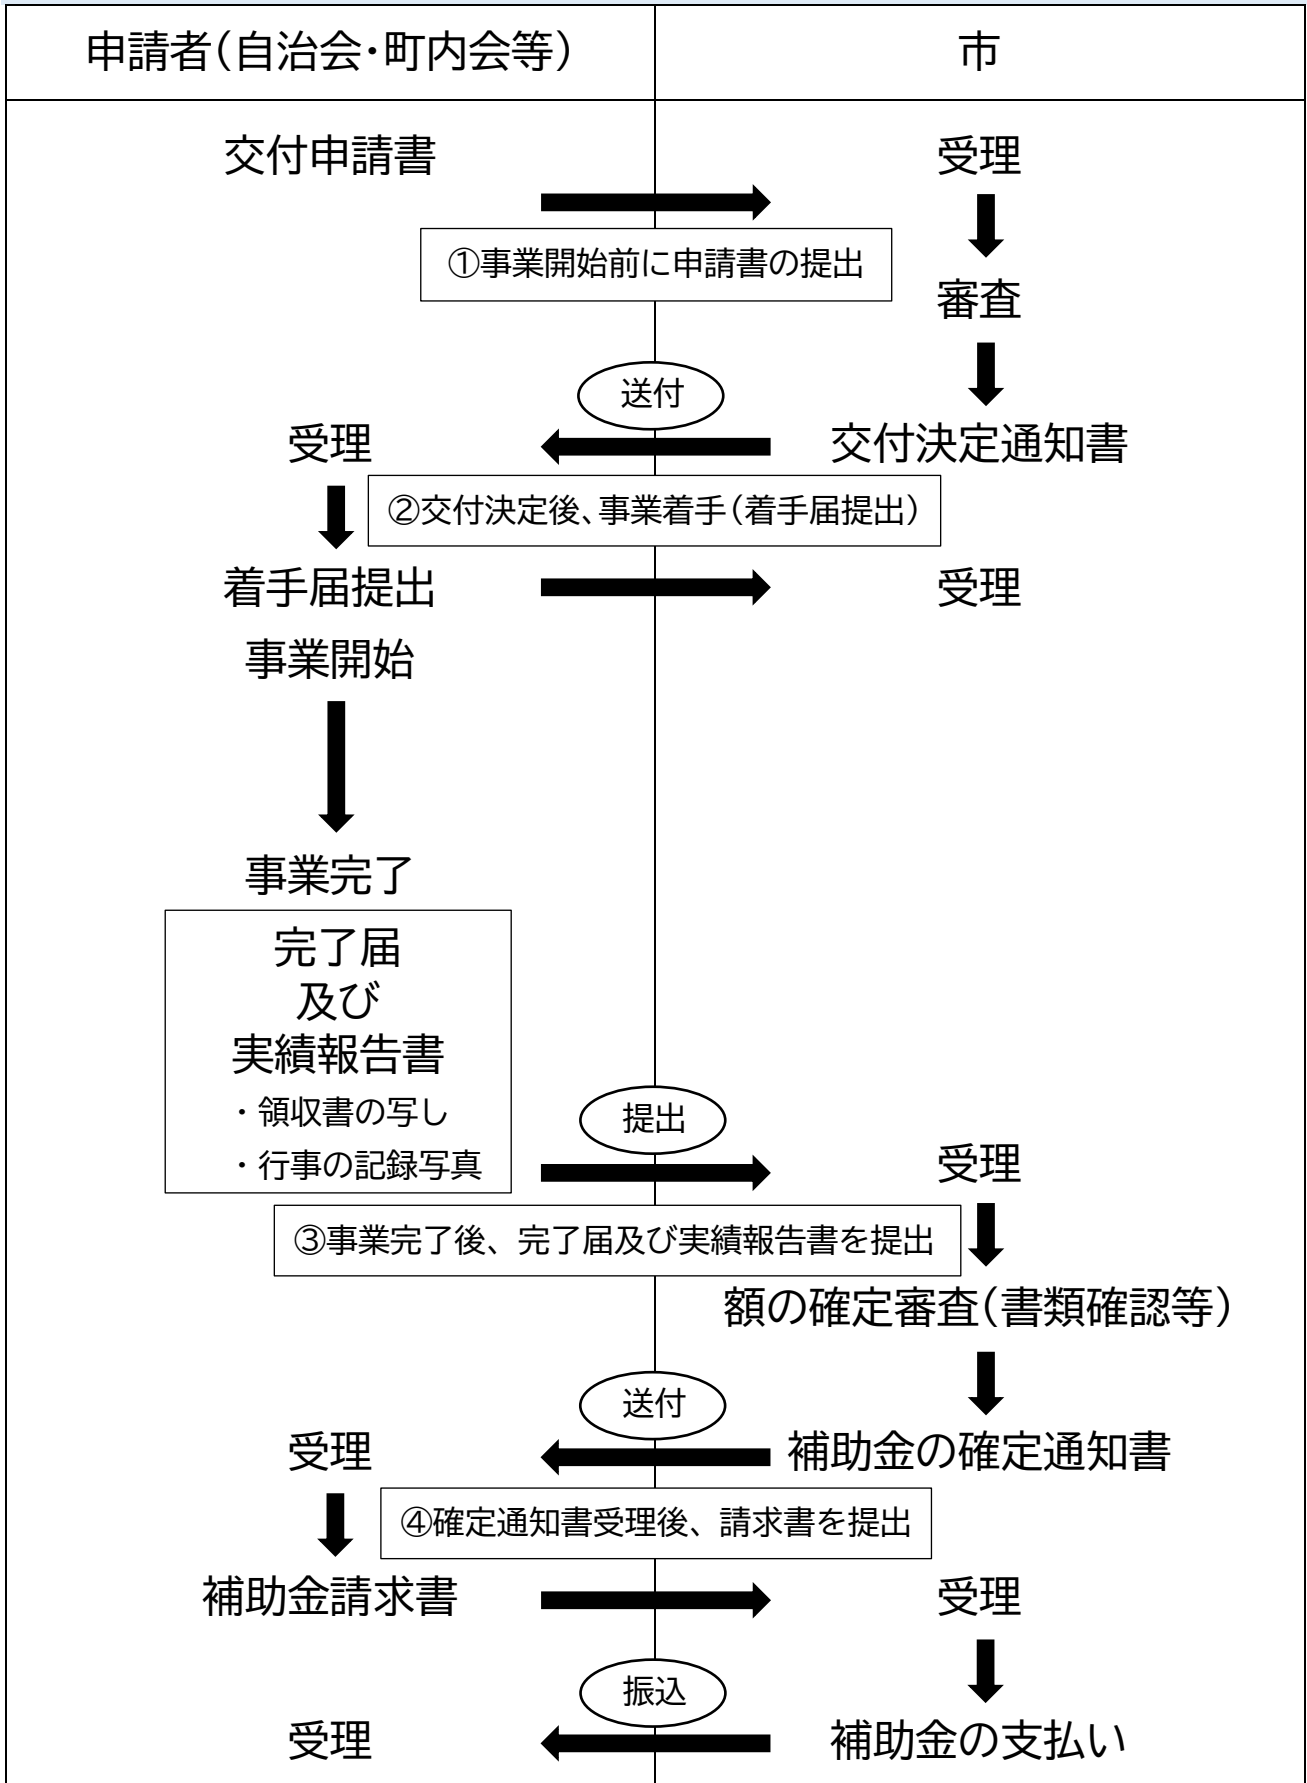 申請者(自治会・町内会等)
市
交付申請書
受理
①事業開始前に申請書の提出
審査
送付
受理
交付決定通知書
②交付決定後、事業着手(着手届提出)
着手届提出
受理
事業開始
事業完了
完了届
及び
実績報告書
・領収書の写し
・行事の記録写真
提出
受理
③事業完了後、完了届及び実績報告書を提出
額の確定審査(書類確認等)
送付
受理
補助金の確定通知書
④確定通知書受理後、請求書を提出
補助金請求書
受理
振込
受理
補助金の支払い